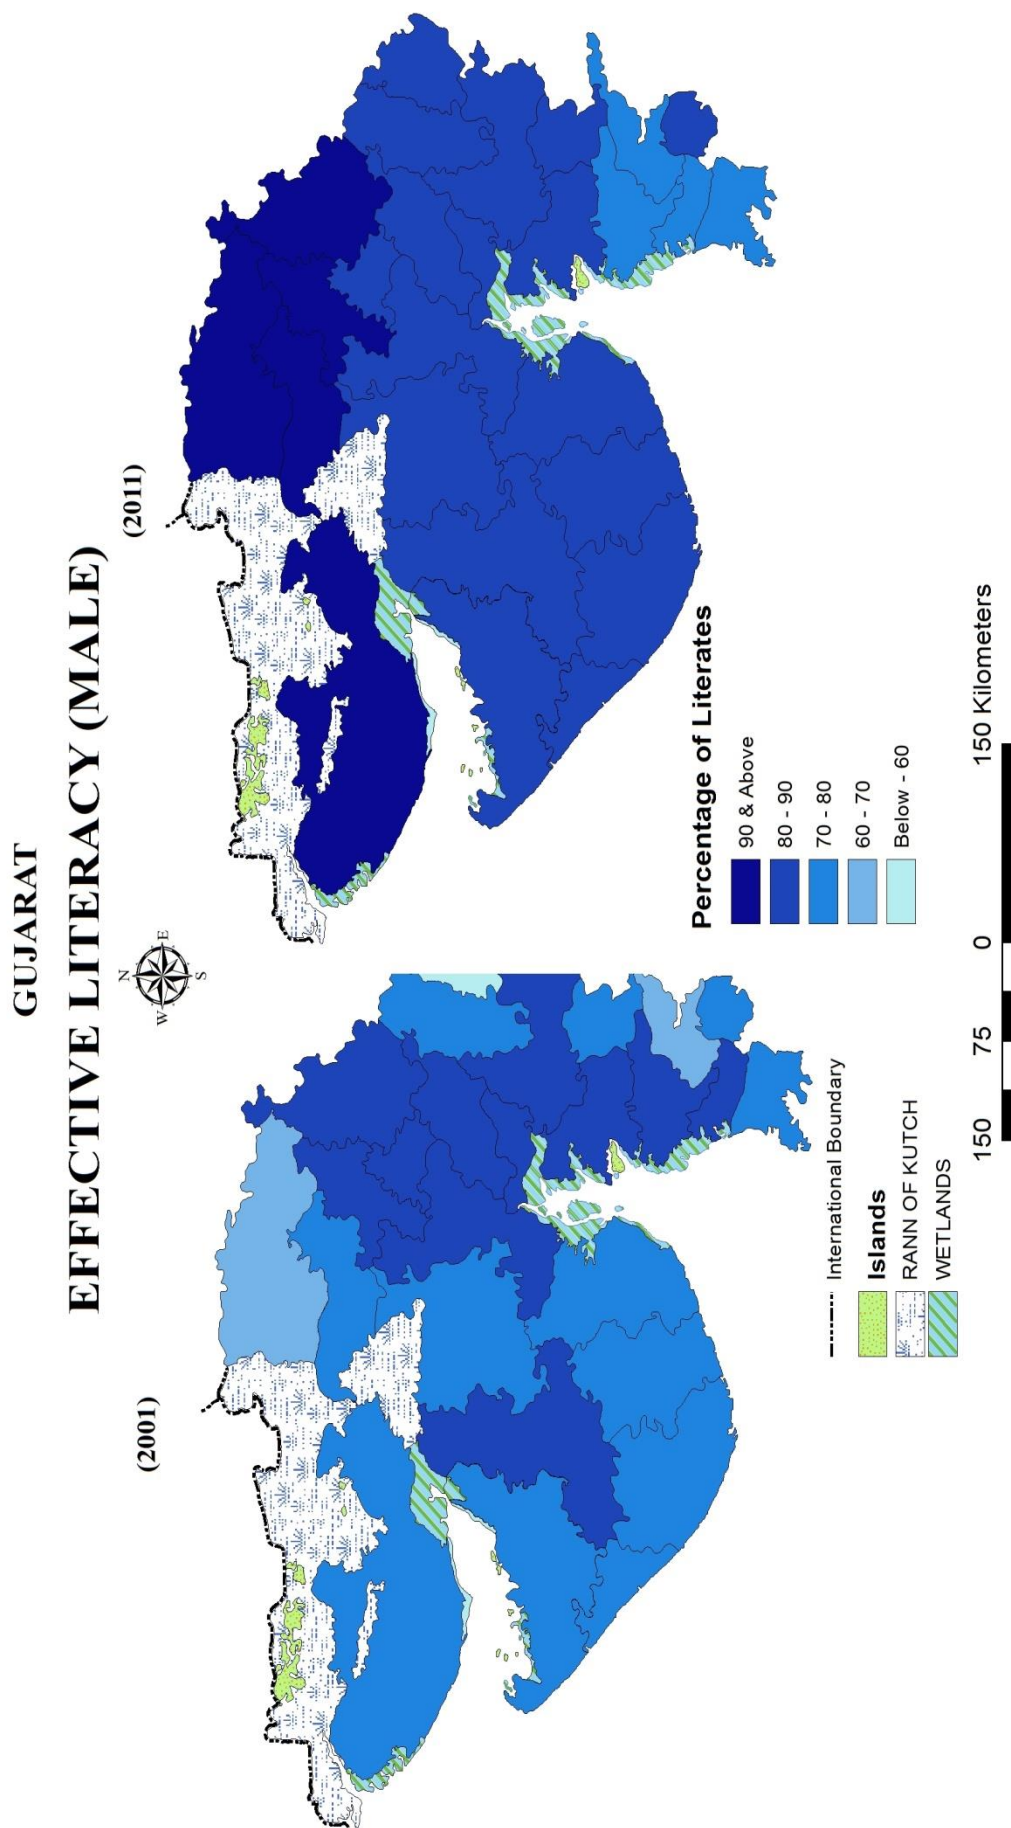 GUJARAT
EFFECTIVE LITERACY (MALE)
(2001)
(2011)
N
W
E
S
International Boundary
Islands
RANN OF KUTCH
WETLANDS
Percentage of Literates
90 & Above
80 - 90
70 - 80
60 - 70
Below - 60
150 75 0 150 Kilometers